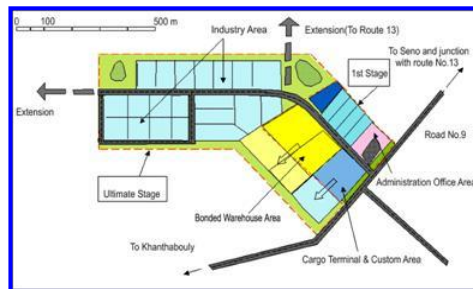 0 100 500 m
Industry Area
Extension(To Route 13)
To Seno and junction
with route No.13
1st Stage
Extension
Road No.9
Administration Office Area
Ultimate Stage
Bonded Warehouse Area
To Khanthabouly
Cargo Terminal & Custom Area